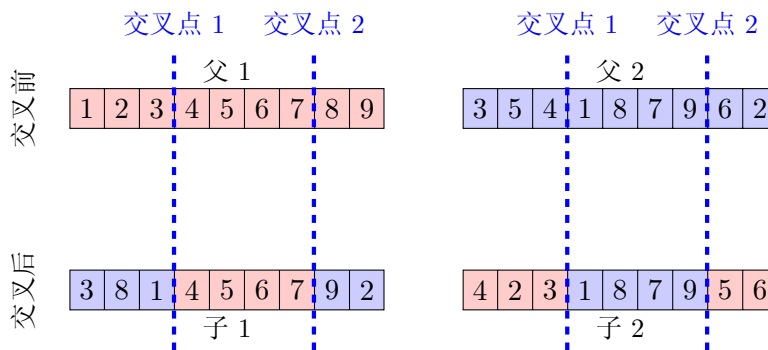 交叉点 1 交叉点 2 交叉点 1 交叉点 2
父 1 父 2
交叉前
1 2 3 4 5 6 7 8 9 3 5 4 1 8 7 9 6 2
交叉后
3 8 1 4 5 6 7 9 2 4 2 3 1 8 7 9 5 6
子 1 子 2